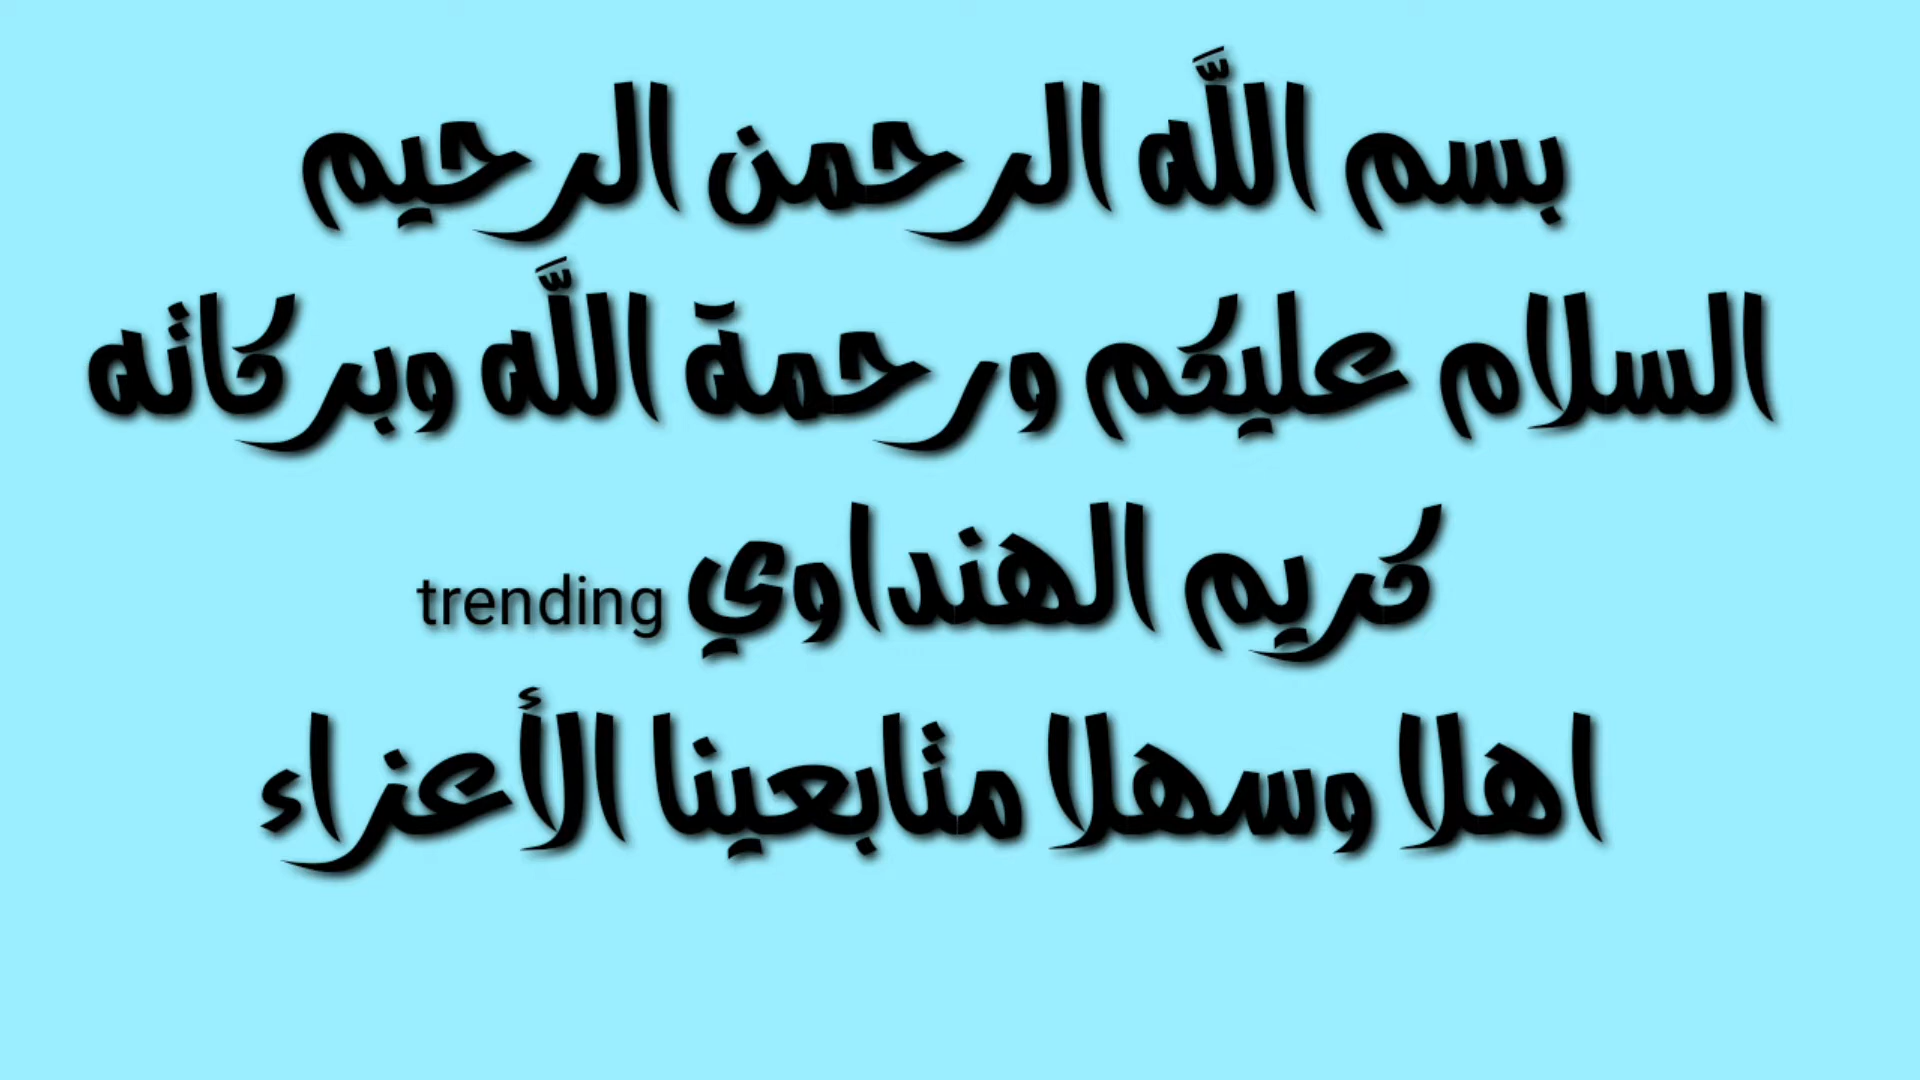 بسم اللّه الرحمن الرحيم
السلام عليكم ورحمة اللّه وبركاته
كريم الهنداوي trending
اهلا وسهلا متابعينا الأعزاء